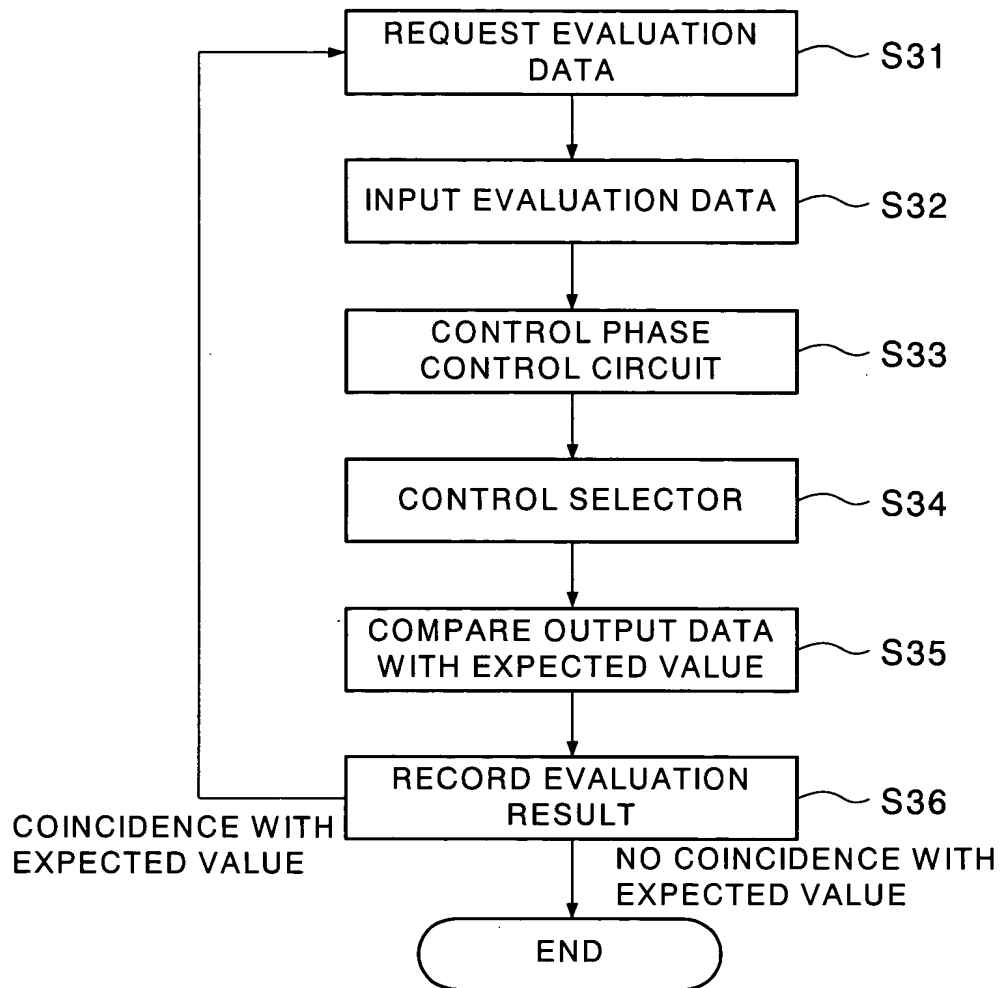 REQUEST EVALUATION
DATA
S31
INPUT EVALUATION DATA
S32
CONTROL PHASE
CONTROL CIRCUIT
S33
CONTROL SELECTOR
S34
COMPARE OUTPUT DATA
WITH EXPECTED VALUE
S35
RECORD EVALUATION
RESULT
S36
COINCIDENCE WITH
EXPECTED VALUE
NO COINCIDENCE WITH
EXPECTED VALUE
END